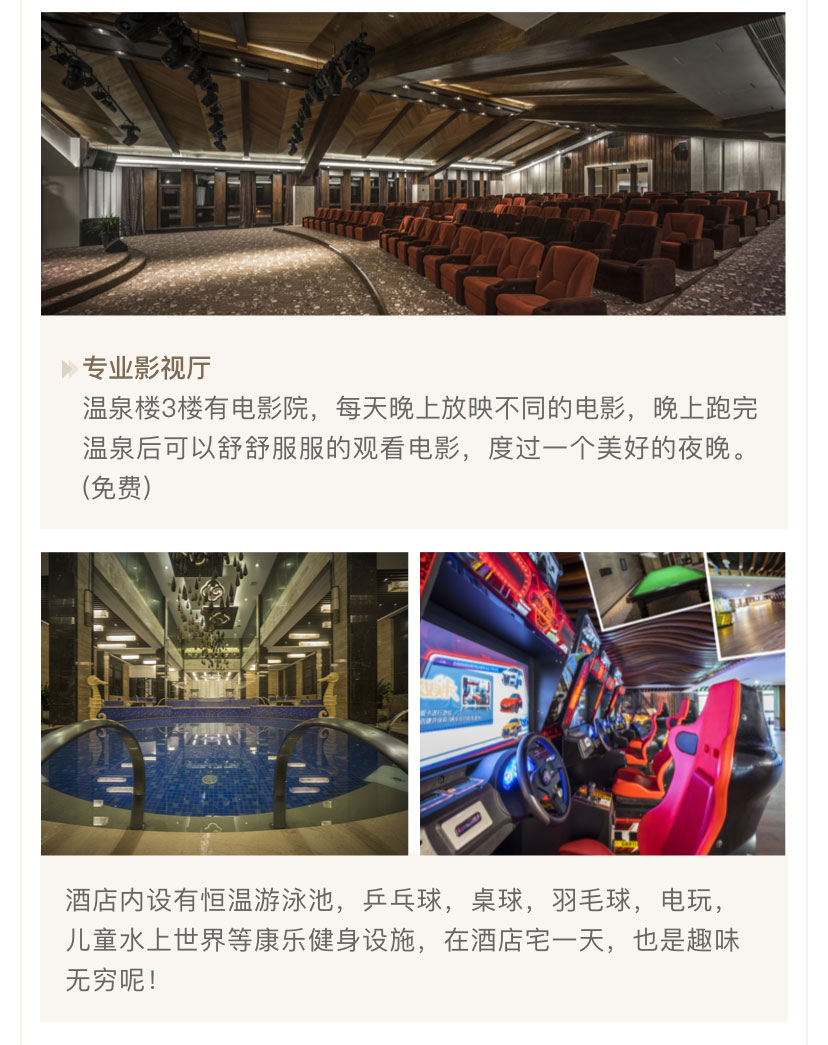 专业影视厅
温泉楼3楼有电影院，每天晚上放映不同的电影，晚上跑完
温泉后可以舒舒服服的观看电影，度过一个美好的夜晚。
(免费)
酒店内设有恒温游泳池，乒乓球，桌球，羽毛球，电玩，
儿童水上世界等康乐健身设施，在酒店宅一天，也是趣味
无穷呢！